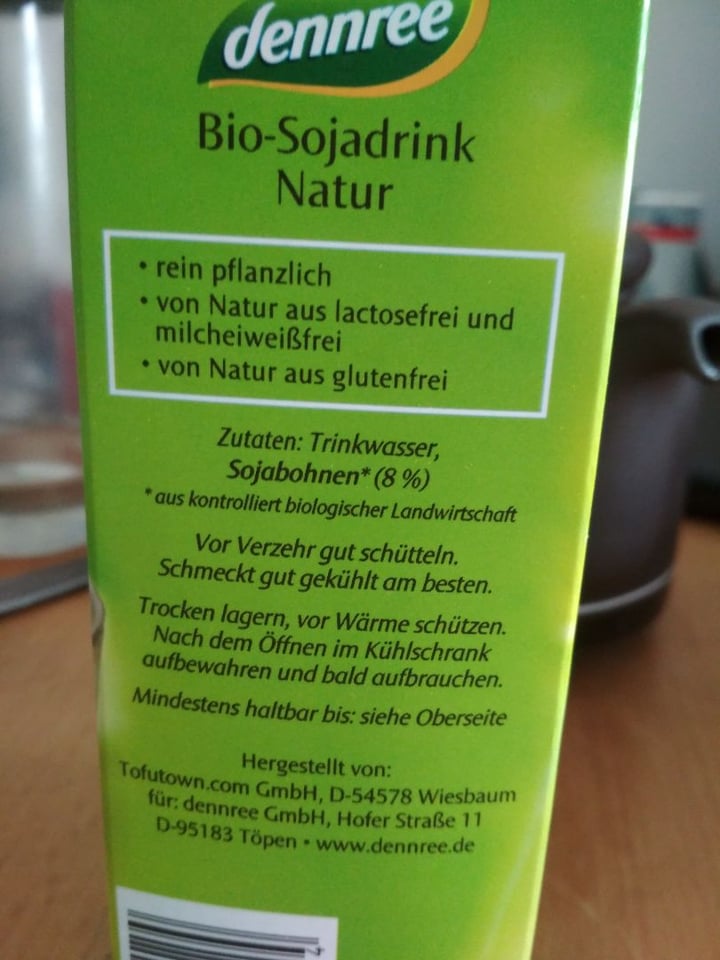 dennree
Bio-Sojadrink
Natur
• rein pflanzlich
• von Natur aus lactosefrei und
milcheiweißfrei
• von Natur aus glutenfrei
Zutaten: Trinkwasser,
Sojabohnen* (8 %)
* aus kontrolliert biologischer Landwirtschaft
Vor Verzehr gut schütteln.
Schmeckt gut gekühlt am besten.
Trocken lagern, vor Wärme schützen.
Nach dem Öffnen im Kühlschrank
aufbewahren und bald aufbrauchen.
Mindestens haltbar bis: siehe Oberseite
Hergestellt von:
Tofutown.com GmbH, D-54578 Wiesbaum
für: dennree GmbH, Hofer Straße 11
D-95183 Töpen • www.dennree.de